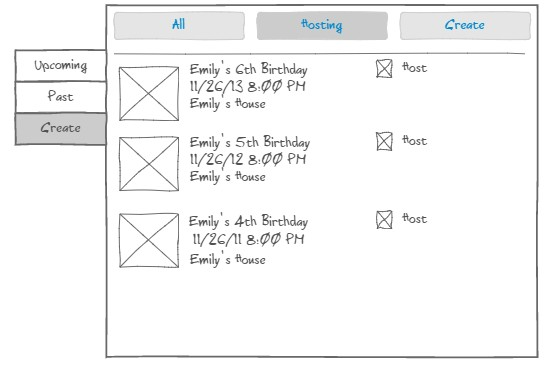 All Hosting Create
Upcoming
Past
Create
Emily's 6th Birthday
11/26/13 8:00 PM
Emily's House
Host
Emily's 5th Birthday
11/26/12 8:00 PM
Emily's House
Host
Emily's 4th Birthday
11/26/11 8:00 PM
Emily's House
Host